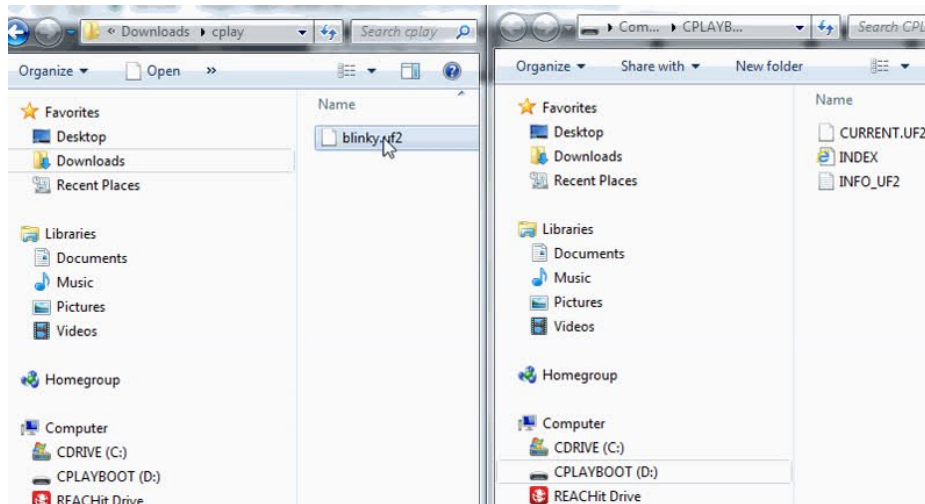 « Downloads › cplay
Search cplay
Organize
Open
»
Favorites
Desktop
Downloads
Recent Places
Libraries
Documents
Music
Pictures
Videos
Homegroup
Computer
CDRIVE (C:)
CPLAYBOOT (D:)
REACHit Drive
Name
blinky.uf2
Com... › CPLAYB...
Search CPL
Organize
Share with
New folder
Favorites
Desktop
Downloads
Recent Places
Libraries
Documents
Music
Pictures
Videos
Homegroup
Computer
CDRIVE (C:)
CPLAYBOOT (D:)
REACHit Drive
Name
CURRENT.UF2
INDEX
INFO_UF2